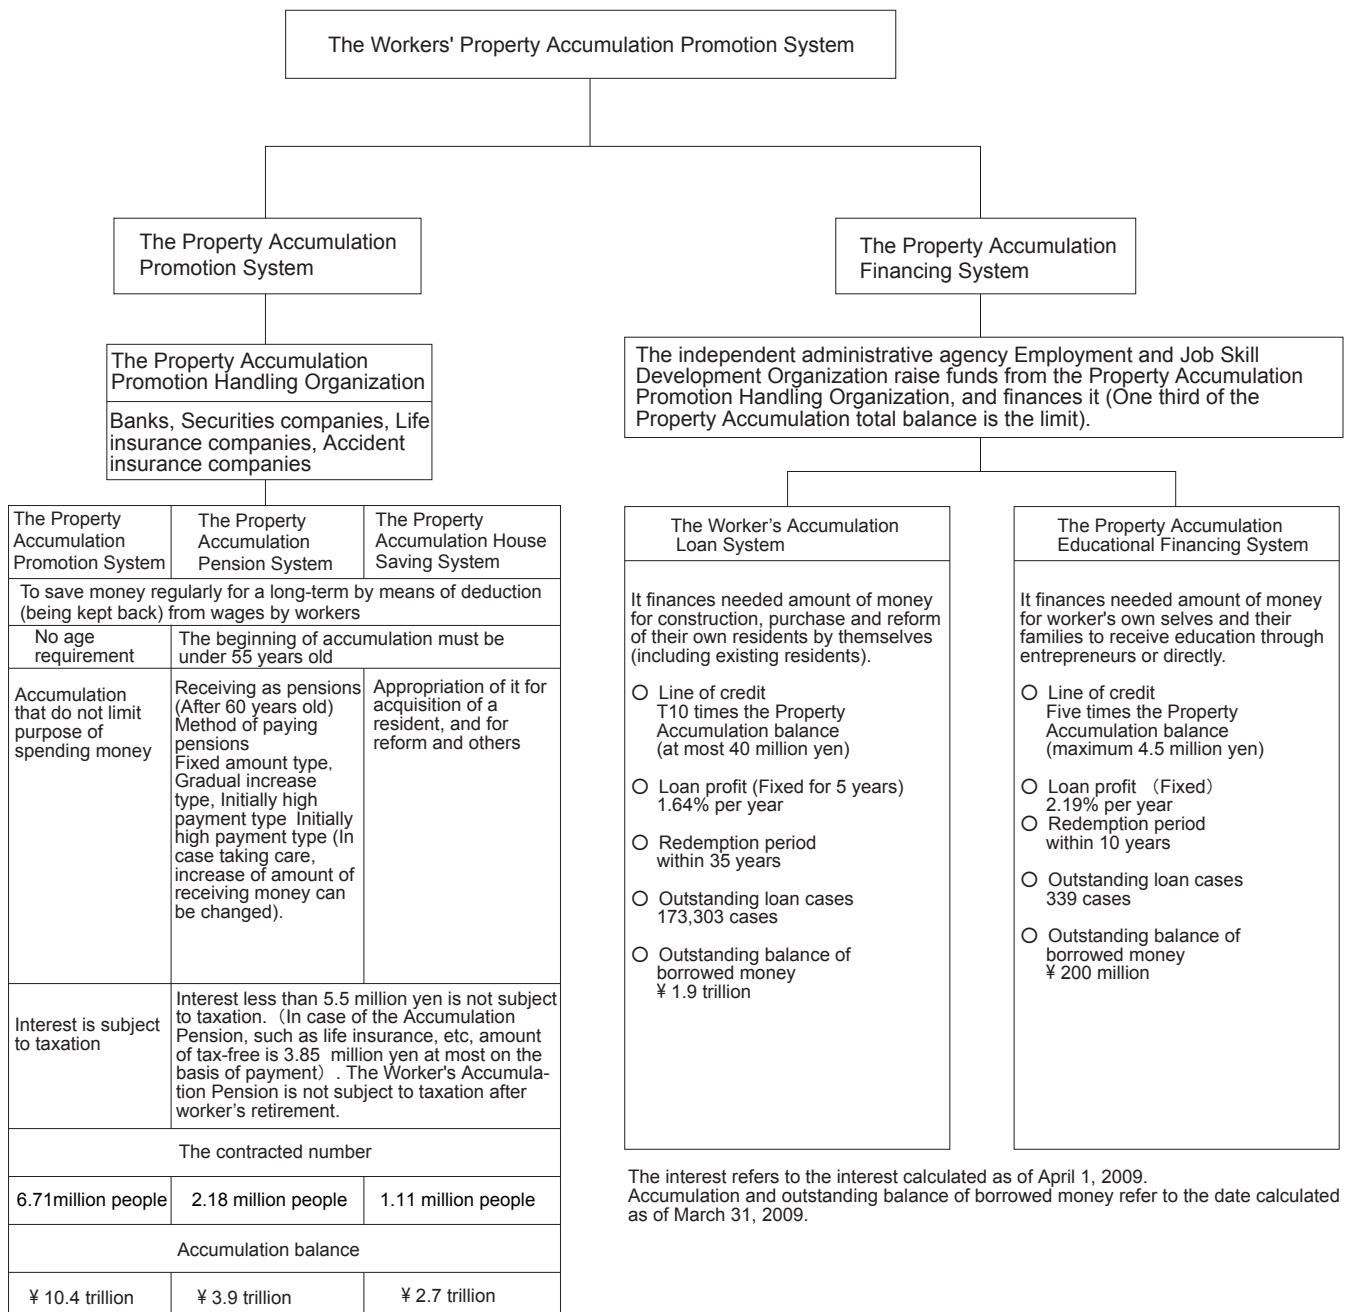 The Workers' Property Accumulation Promotion System
The Property Accumulation
Promotion System
The Property Accumulation
Promotion Handling Organization
Banks, Securities companies, Life
insurance companies, Accident
insurance companies
The Property
Accumulation
Promotion System
The Property
Accumulation
Pension System
The Property
Accumulation House
Saving System
To save money regularly for a long-term by means of deduction
(being kept back) from wages by workers
No age
requirement
The beginning of accumulation must be
under 55 years old
Accumulation
that do not limit
purpose of
spending money
Receiving as pensions
(After 60 years old)
Method of paying
pensions
Fixed amount type,
Gradual increase
type, Initially high
payment type Initially
high payment type (In
case taking care,
increase of amount of
receiving money can
be changed).
Appropriation of it for
acquisition of a
resident, and for
reform and others
Interest is subject
to taxation
Interest less than 5.5 million yen is not subject
to taxation. (In case of the Accumulation
Pension, such as life insurance, etc, amount
of tax-free is 3.85 million yen at most on the
basis of payment) . The Worker's Accumula-
tion Pension is not subject to taxation after
worker's retirement.
The contracted number
6.71million people
2.18 million people
1.11 million people
Accumulation balance
¥ 10.4 trillion
¥ 3.9 trillion
¥ 2.7 trillion
The Property Accumulation
Financing System
The independent administrative agency Employment and Job Skill
Development Organization raise funds from the Property Accumulation
Promotion Handling Organization, and finances it (One third of the
Property Accumulation total balance is the limit).
The Worker's Accumulation
Loan System
It finances needed amount of money
for construction, purchase and reform
of their own residents by themselves
(including existing residents).
○ Line of credit
T10 times the Property
Accumulation balance
(at most 40 million yen)
○ Loan profit (Fixed for 5 years)
1.64% per year
○ Redemption period
within 35 years
○ Outstanding loan cases
173,303 cases
○ Outstanding balance of
borrowed money
¥ 1.9 trillion
The Property Accumulation
Educational Financing System
It finances needed amount of money
for worker's own selves and their
families to receive education through
entrepreneurs or directly.
○ Line of credit
Five times the Property
Accumulation balance
(maximum 4.5 million yen)
○ Loan profit (Fixed)
2.19% per year
○ Redemption period
within 10 years
○ Outstanding loan cases
339 cases
○ Outstanding balance of
borrowed money
¥ 200 million
The interest refers to the interest calculated as of April 1, 2009.
Accumulation and outstanding balance of borrowed money refer to the date calculated
as of March 31, 2009.